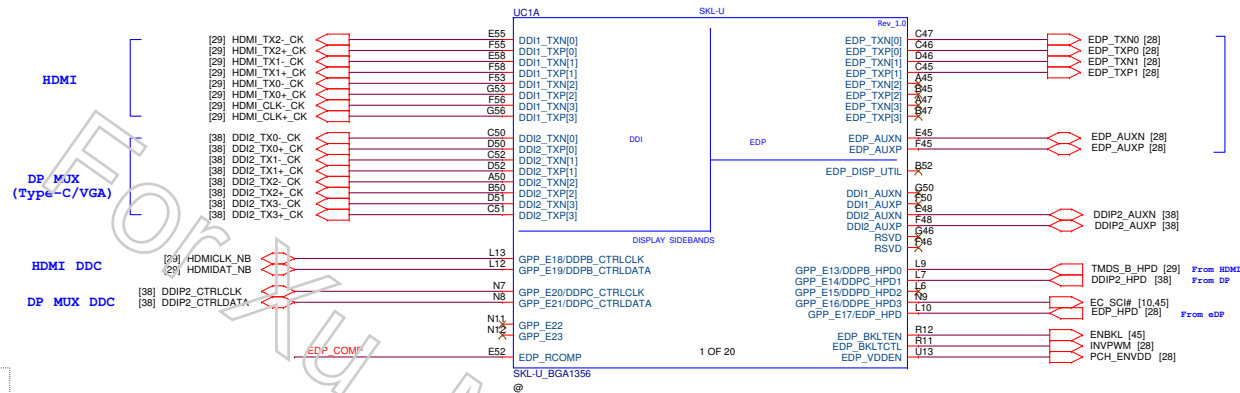 UC1A SKL-U
Rev_1.0
HDMI
[29] HDMI_TX2-_CK E55 DDI1_TXN[0] EDP_TXN[0] C47 EDP_TXN0 [28]
[29] HDMI_TX2+_CK F55 DDI1_TXP[0] EDP_TXP[0] C46 EDP_TXP0 [28]
[29] HDMI_TX1-_CK E58 DDI1_TXN[1] EDP_TXN[1] D46 EDP_TXN1 [28]
[29] HDMI_TX1+_CK F58 DDI1_TXP[1] EDP_TXP[1] C45 EDP_TXP1 [28]
[29] HDMI_TX0-_CK F53 DDI1_TXN[2] EDP_TXN[2] A45
[29] HDMI_TX0+_CK G53 DDI1_TXP[2] EDP_TXP[2] B45
[29] HDMI_CLK-_CK F56 DDI1_TXN[3] EDP_TXN[3] A47
[29] HDMI_CLK+_CK G56 DDI1_TXP[3] EDP_TXP[3] B47
DP MUX
(Type-C/VGA)
[38] DDI2_TX0-_CK C50 DDI2_TXN[0] DDI EDP EDP_AUXN E45 EDP_AUXN [28]
[38] DDI2_TX0+_CK D50 DDI2_TXP[0] EDP_AUXP F45 EDP_AUXP [28]
[38] DDI2_TX1-_CK C52 DDI2_TXN[1]
[38] DDI2_TX1+_CK D52 DDI2_TXP[1] EDP_DISP_UTIL B52
[38] DDI2_TX2-_CK A50 DDI2_TXN[2]
[38] DDI2_TX2+_CK B50 DDI2_TXP[2] DDI1_AUXN G50
[38] DDI2_TX3-_CK D51 DDI2_TXN[3] DDI1_AUXP F50
[38] DDI2_TX3+_CK C51 DDI2_TXP[3] DDI2_AUXN E48 DDIP2_AUXN [38]
DDI2_AUXP F48 DDIP2_AUXP [38]
RSVD G46
RSVD F46
DISPLAY SIDEBANDS
HDMI DDC
[29] HDMICLK_NB L13 GPP_E18/DDPB_CTRLCLK
[29] HDMIDAT_NB L12 GPP_E19/DDPB_CTRLDATA GPP_E13/DDPB_HPD0 L9 TMDS_B_HPD [29] From HDMI
GPP_E14/DDPC_HPD1 L7 DDIP2_HPD [38] From DP
DP MUX DDC
[38] DDIP2_CTRLCLK N7 GPP_E20/DDPC_CTRLCLK GPP_E15/DDPD_HPD2 L6
[38] DDIP2_CTRLDATA N8 GPP_E21/DDPC_CTRLDATA GPP_E16/DDPE_HPD3 N9 EC_SCI# [10,45]
GPP_E17/EDP_HPD L10 EDP_HPD [28] From eDP
N11 GPP_E22
N12 GPP_E23 EDP_BKLTEN R12 ENBKL [45]
EDP_BKLTCTL R11 INVPWM [28]
EDP_COMP E52 EDP_RCOMP 1 OF 20 EDP_VDDEN U13 PCH_ENVDD [28]
SKL-U_BGA1356
@
For Xu